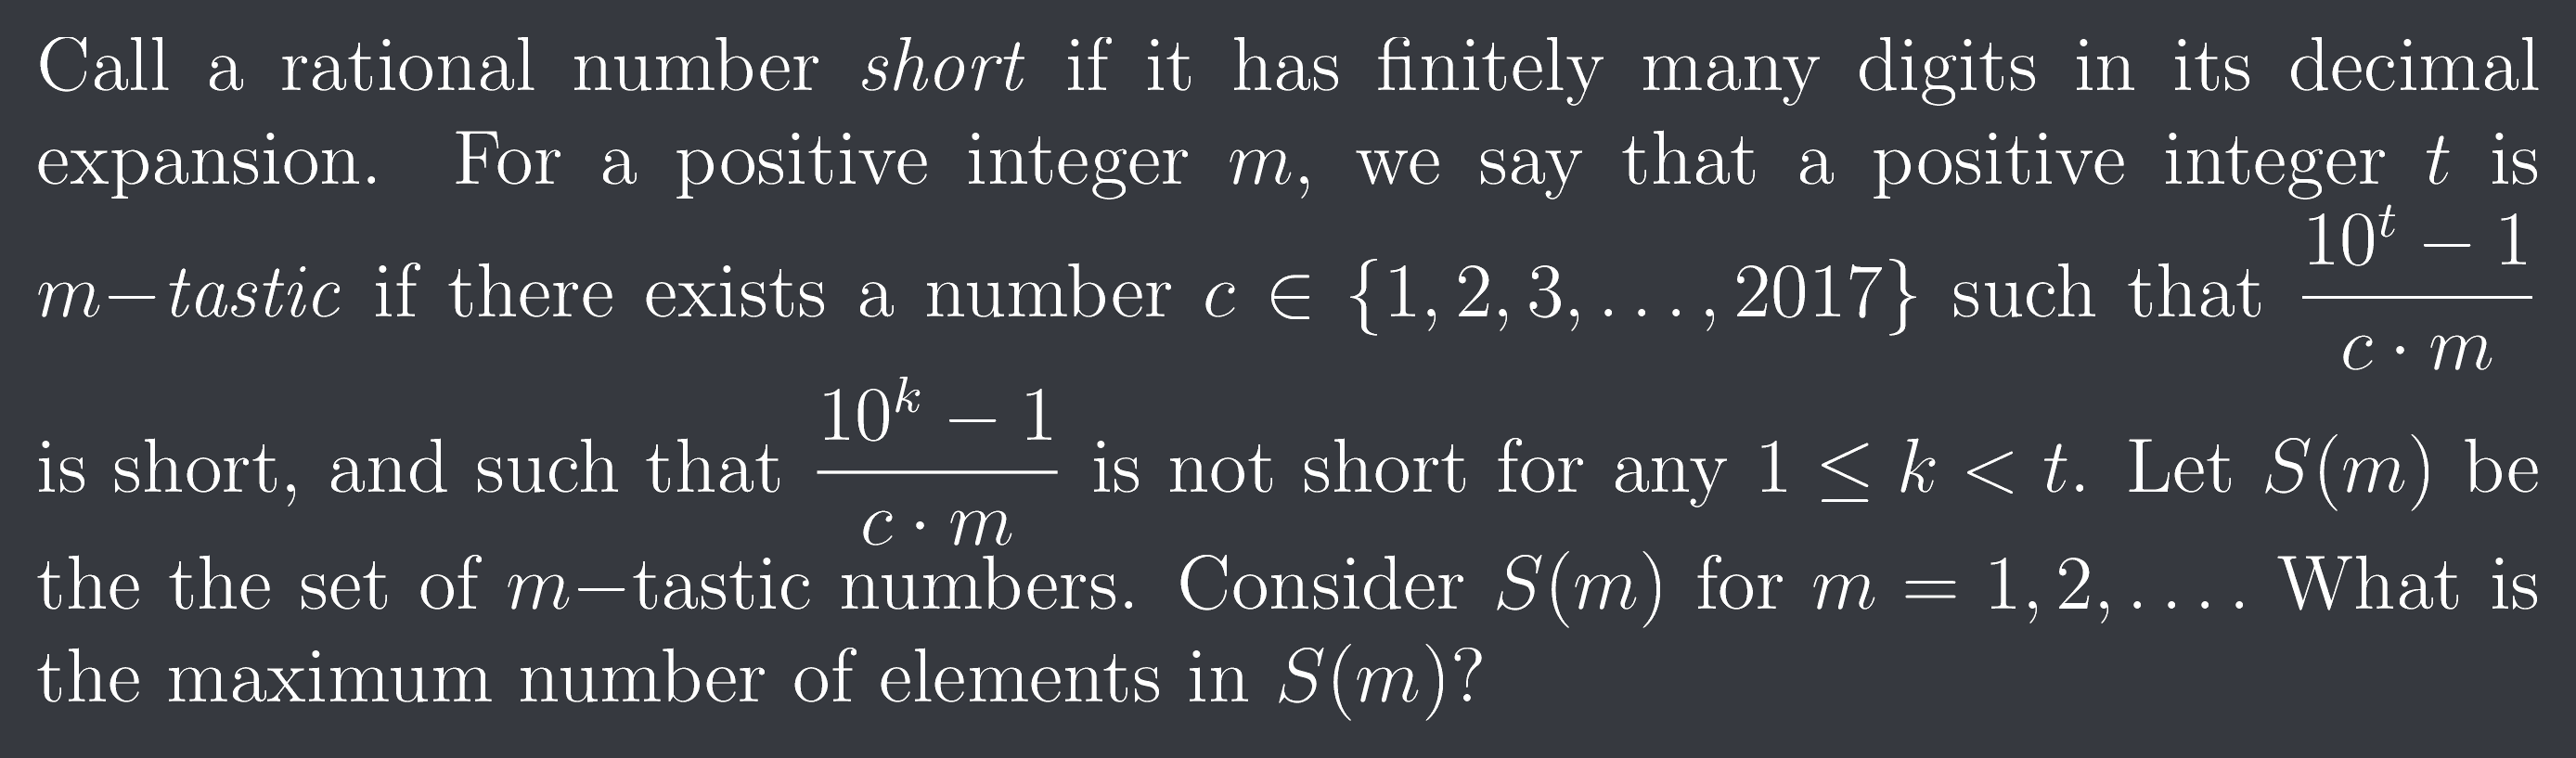 Call a rational number short if it has finitely many digits in its decimal
expansion. For a positive integer m, we say that a positive integer t is
m−tastic if there exists a number c ∈ {1, 2, 3, . . . , 2017} such that \frac{10^t − 1}{c · m}
is short, and such that \frac{10^k − 1}{c · m} is not short for any 1 ≤ k < t. Let S(m) be
the the set of m−tastic numbers. Consider S(m) for m = 1, 2, . . . . What is
the maximum number of elements in S(m)?